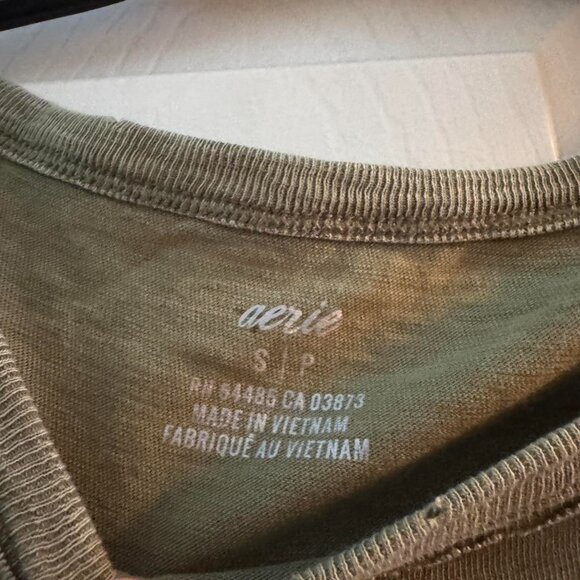 aerie
S | P
RN 54485 CA 03873
MADE IN VIETNAM
FABRIQUÉ AU VIETNAM